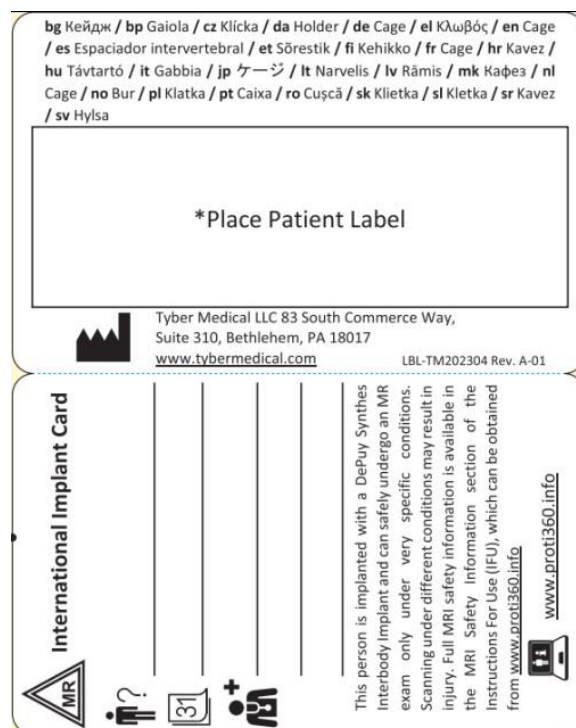 bg Кейдж / bp Gaiola / cz Klícka / da Holder / de Cage / el Κλωβός / en Cage
/ es Espaciador intervertebral / et Sõrestik / fi Kehikko / fr Cage / hr Kavez /
hu Távtartó / it Gabbia / jp ケージ / lt Narvelis / lv Rāmis / mk Кафез / nl
Cage / no Bur / pl Klatka / pt Caixa / ro Cușcă / sk Klietka / sl Kletka / sr Kavez
/ sv Hylsa
*Place Patient Label
Tyber Medical LLC 83 South Commerce Way,
Suite 310, Bethlehem, PA 18017
www.tybermedical.com
LBL-TM202304 Rev. A-01
MR
International Implant Card
?
31
This person is implanted with a DePuy Synthes
Interbody Implant and can safely undergo an MR
exam only under very specific conditions.
Scanning under different conditions may result in
injury. Full MRI safety information is available in
the MRI Safety Information section of the
Instructions For Use (IFU), which can be obtained
from www.proti360.info
www.proti360.info